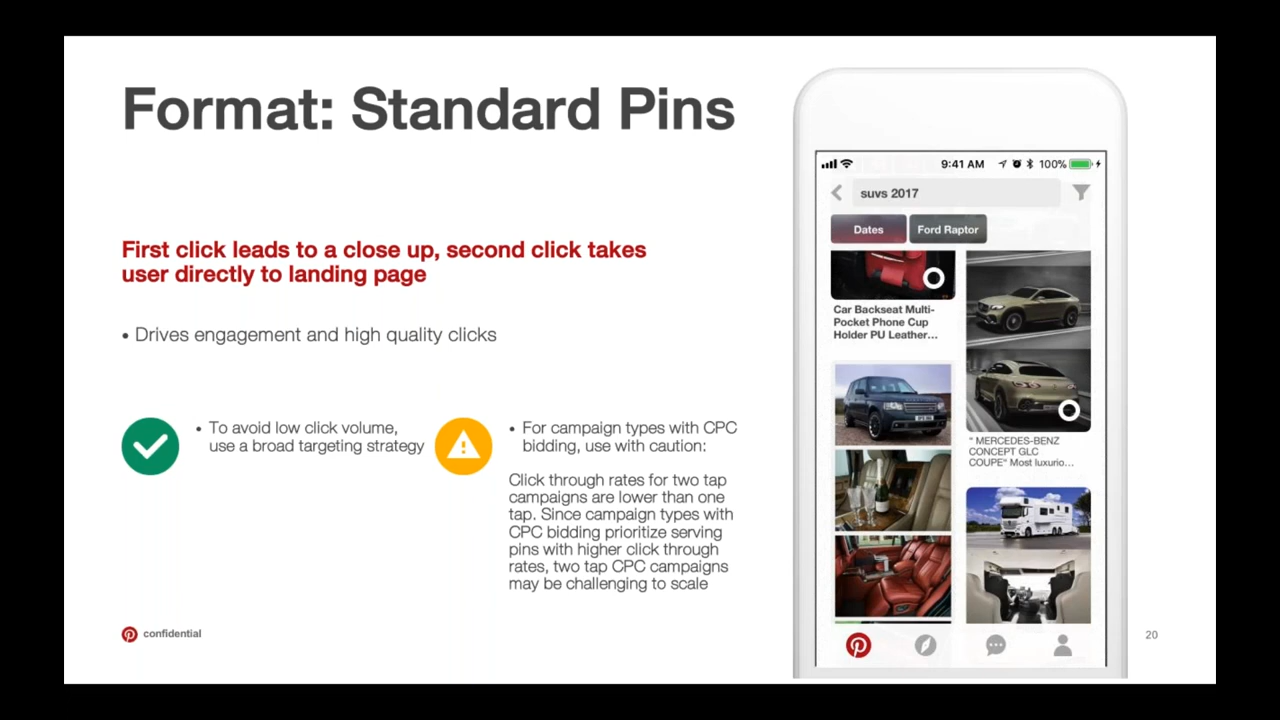 Format: Standard Pins
First click leads to a close up, second click takes
user directly to landing page
• Drives engagement and high quality clicks
• To avoid low click volume,
use a broad targeting strategy
• For campaign types with CPC
bidding, use with caution:
Click through rates for two tap
campaigns are lower than one
tap. Since campaign types with
CPC bidding prioritize serving
pins with higher click through
rates, two tap CPC campaigns
may be challenging to scale
confidential
9:41 AM 100%
suvs 2017
Dates
Ford Raptor
Car Backseat Multi-
Pocket Phone Cup
Holder PU Leather...
" MERCEDES-BENZ
CONCEPT GLC
COUPE" Most luxurio...
20